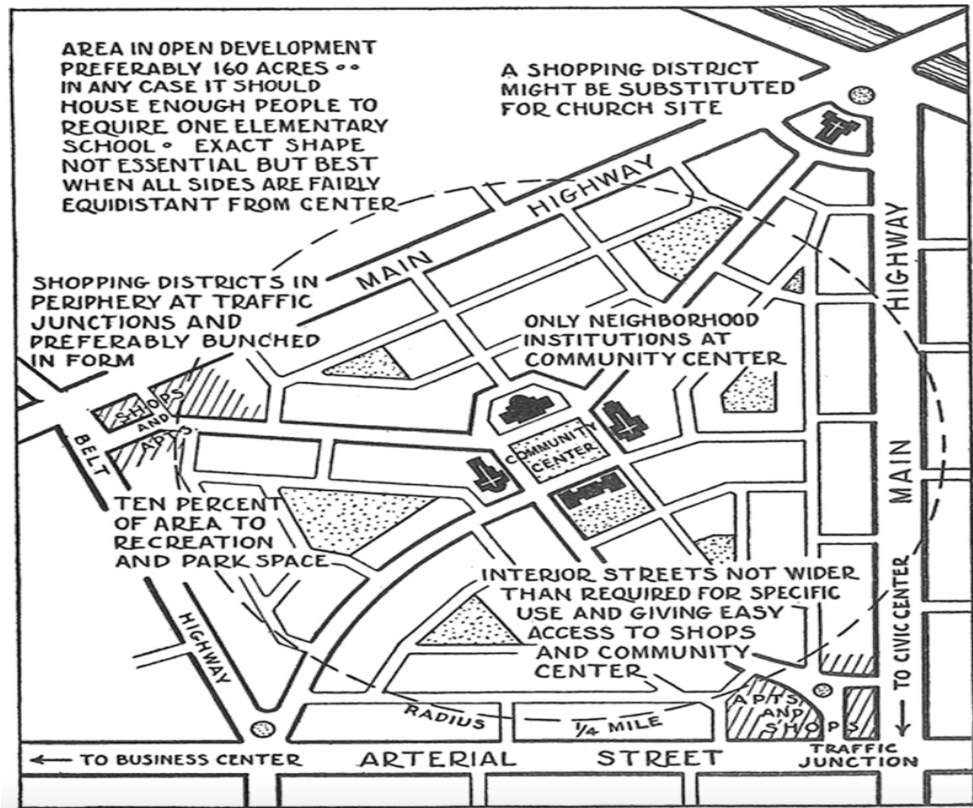 AREA IN OPEN DEVELOPMENT
PREFERABLY 160 ACRES ••
IN ANY CASE IT SHOULD
HOUSE ENOUGH PEOPLE TO
REQUIRE ONE ELEMENTARY
SCHOOL • EXACT SHAPE
NOT ESSENTIAL BUT BEST
WHEN ALL SIDES ARE FAIRLY
EQUIDISTANT FROM CENTER
A SHOPPING DISTRICT
MIGHT BE SUBSTITUTED
FOR CHURCH SITE
MAIN HIGHWAY
SHOPPING DISTRICTS IN
PERIPHERY AT TRAFFIC
JUNCTIONS AND
PREFERABLY BUNCHED
IN FORM
ONLY NEIGHBORHOOD
INSTITUTIONS AT
COMMUNITY CENTER
MAIN HIGHWAY
SHOPS
AND
APTS.
COMMUNITY
CENTER
BELT HIGHWAY
TEN PERCENT
OF AREA TO
RECREATION
AND PARK SPACE
INTERIOR STREETS NOT WIDER
THAN REQUIRED FOR SPECIFIC
USE AND GIVING EASY
ACCESS TO SHOPS
AND COMMUNITY
CENTER
TO CIVIC CENTER
APTS.
AND
SHOPS
RADIUS 1/4 MILE
TO BUSINESS CENTER
ARTERIAL STREET
TRAFFIC
JUNCTION